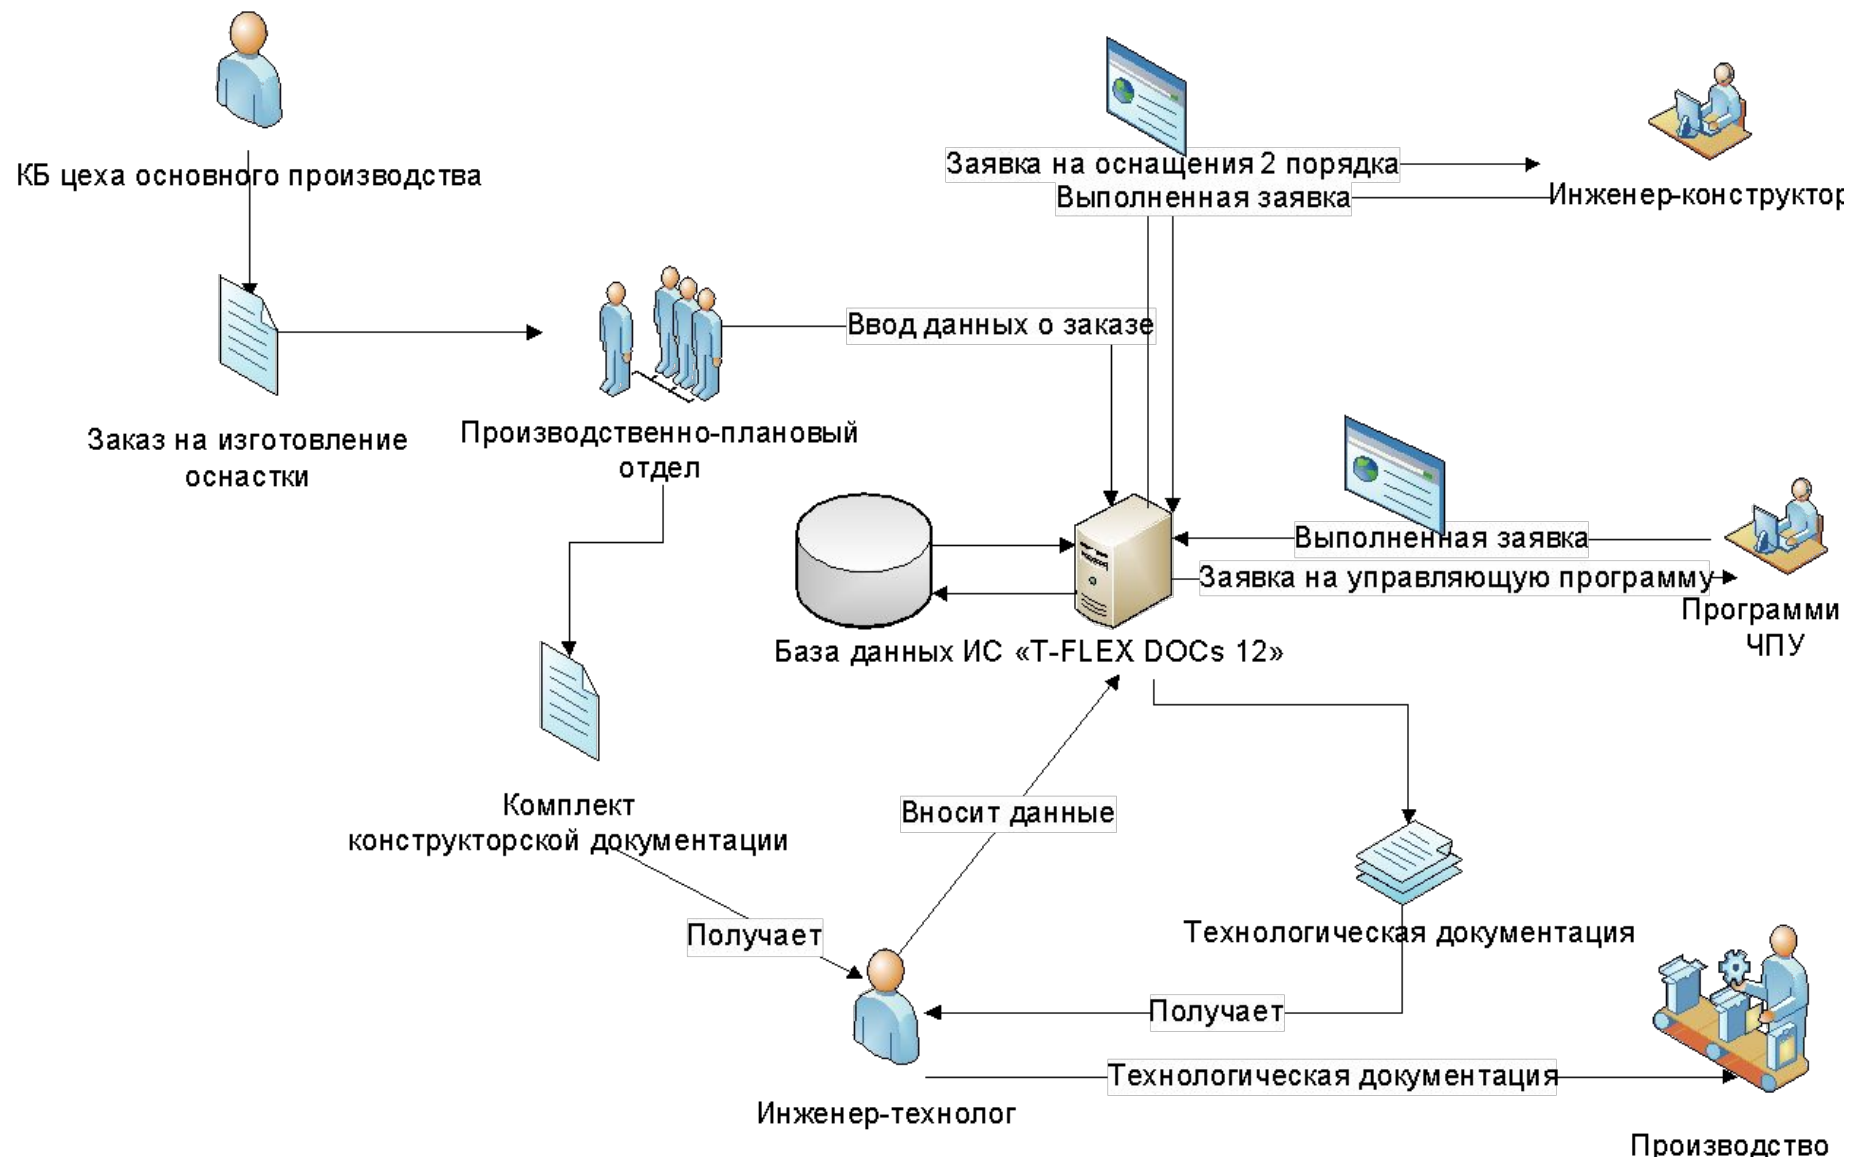 КБ цеха основного производства
Заявка на оснащения 2 порядка
Выполненная заявка
Инженер-конструктор
Ввод данных о заказе
Заказ на изготовление
оснастки
Производственно-плановый
отдел
Выполненная заявка
Заявка на управляющую программу
Программи
ЧПУ
База данных ИС «T-FLEX DOCs 12»
Комплект
конструкторской документации
Вносит данные
Получает
Технологическая документация
Получает
Технологическая документация
Инженер-технолог
Производство